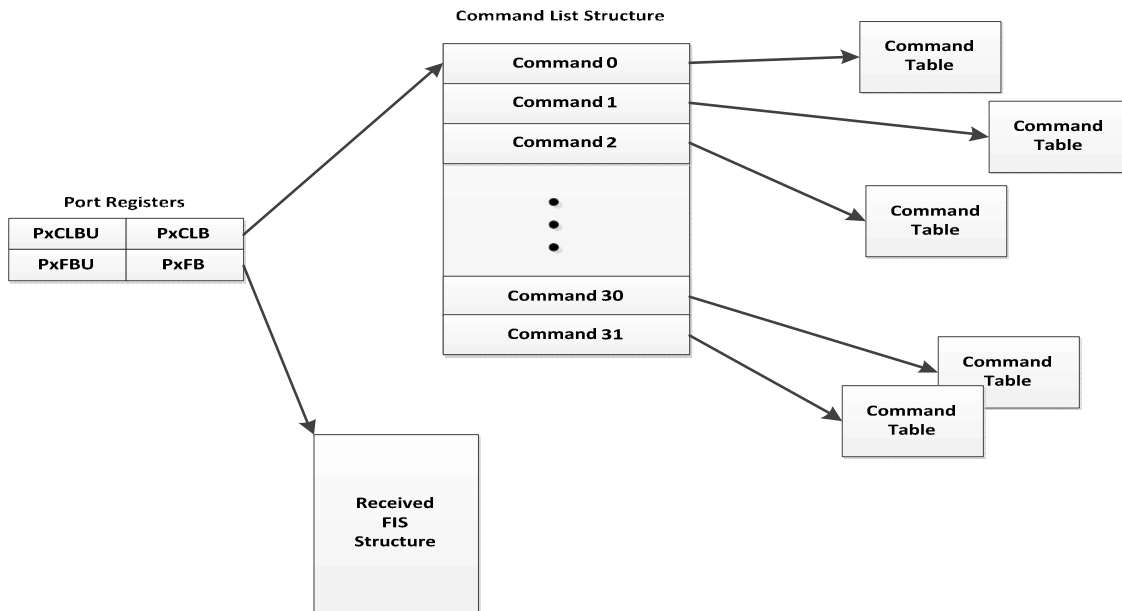 Command List Structure
Command 0
Command 1
Command 2
Command 30
Command 31
Command
Table
Command
Table
Command
Table
Command
Table
Command
Table
Port Registers
PxCLBU PxCLB
PxFBU PxFB
Received
FIS
Structure